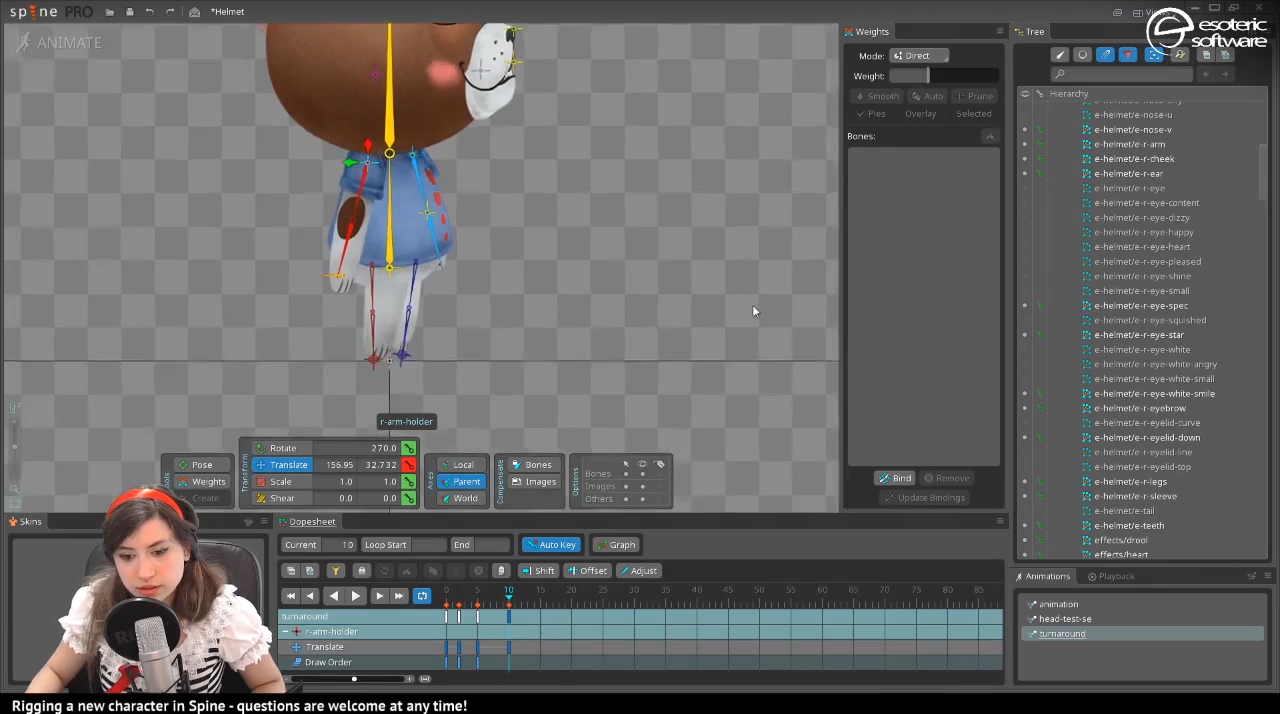 spine PRO
*Helmet
Views
esoteric
software
ANIMATE
Weights
Mode: Direct
Weight:
Smooth Auto Prune
Pies Overlay Selected
Bones:
Bind Remove
Update Bindings
Tree
Hierarchy
e-helmet/e-nose-u
e-helmet/e-nose-v
e-helmet/e-r-arm
e-helmet/e-r-cheek
e-helmet/e-r-ear
e-helmet/e-r-eye
e-helmet/e-r-eye-content
e-helmet/e-r-eye-dizzy
e-helmet/e-r-eye-happy
e-helmet/e-r-eye-heart
e-helmet/e-r-eye-pleased
e-helmet/e-r-eye-shine
e-helmet/e-r-eye-small
e-helmet/e-r-eye-spec
e-helmet/e-r-eye-squished
e-helmet/e-r-eye-star
e-helmet/e-r-eye-white
e-helmet/e-r-eye-white-angry
e-helmet/e-r-eye-white-small
e-helmet/e-r-eye-white-smile
e-helmet/e-r-eyebrow
e-helmet/e-r-eyelid-curve
e-helmet/e-r-eyelid-down
e-helmet/e-r-eyelid-line
e-helmet/e-r-eyelid-top
e-helmet/e-r-legs
e-helmet/e-r-sleeve
e-helmet/e-r-tail
e-helmet/e-teeth
effects/drool
effects/heart
r-arm-holder
Tools
Pose
Weights
Create
Transform
Rotate 270.0
Translate 156.95 32.732
Scale 1.0 1.0
Shear 0.0 0.0
Axes
Local
Parent
World
Compensate
Bones
Images
Options
Bones
Images
Others
Skins
Dopesheet
Current 10 Loop Start End Auto Key Graph
Shift Offset Adjust
0 5 10 15 20 25 30 35 40 45 50 55 60 65 70 75 80 85
turnaround
r-arm-holder
Translate
Draw Order
Animations Playback
animation
head-test-se
turnaround
Rigging a new character in Spine - questions are welcome at any time!